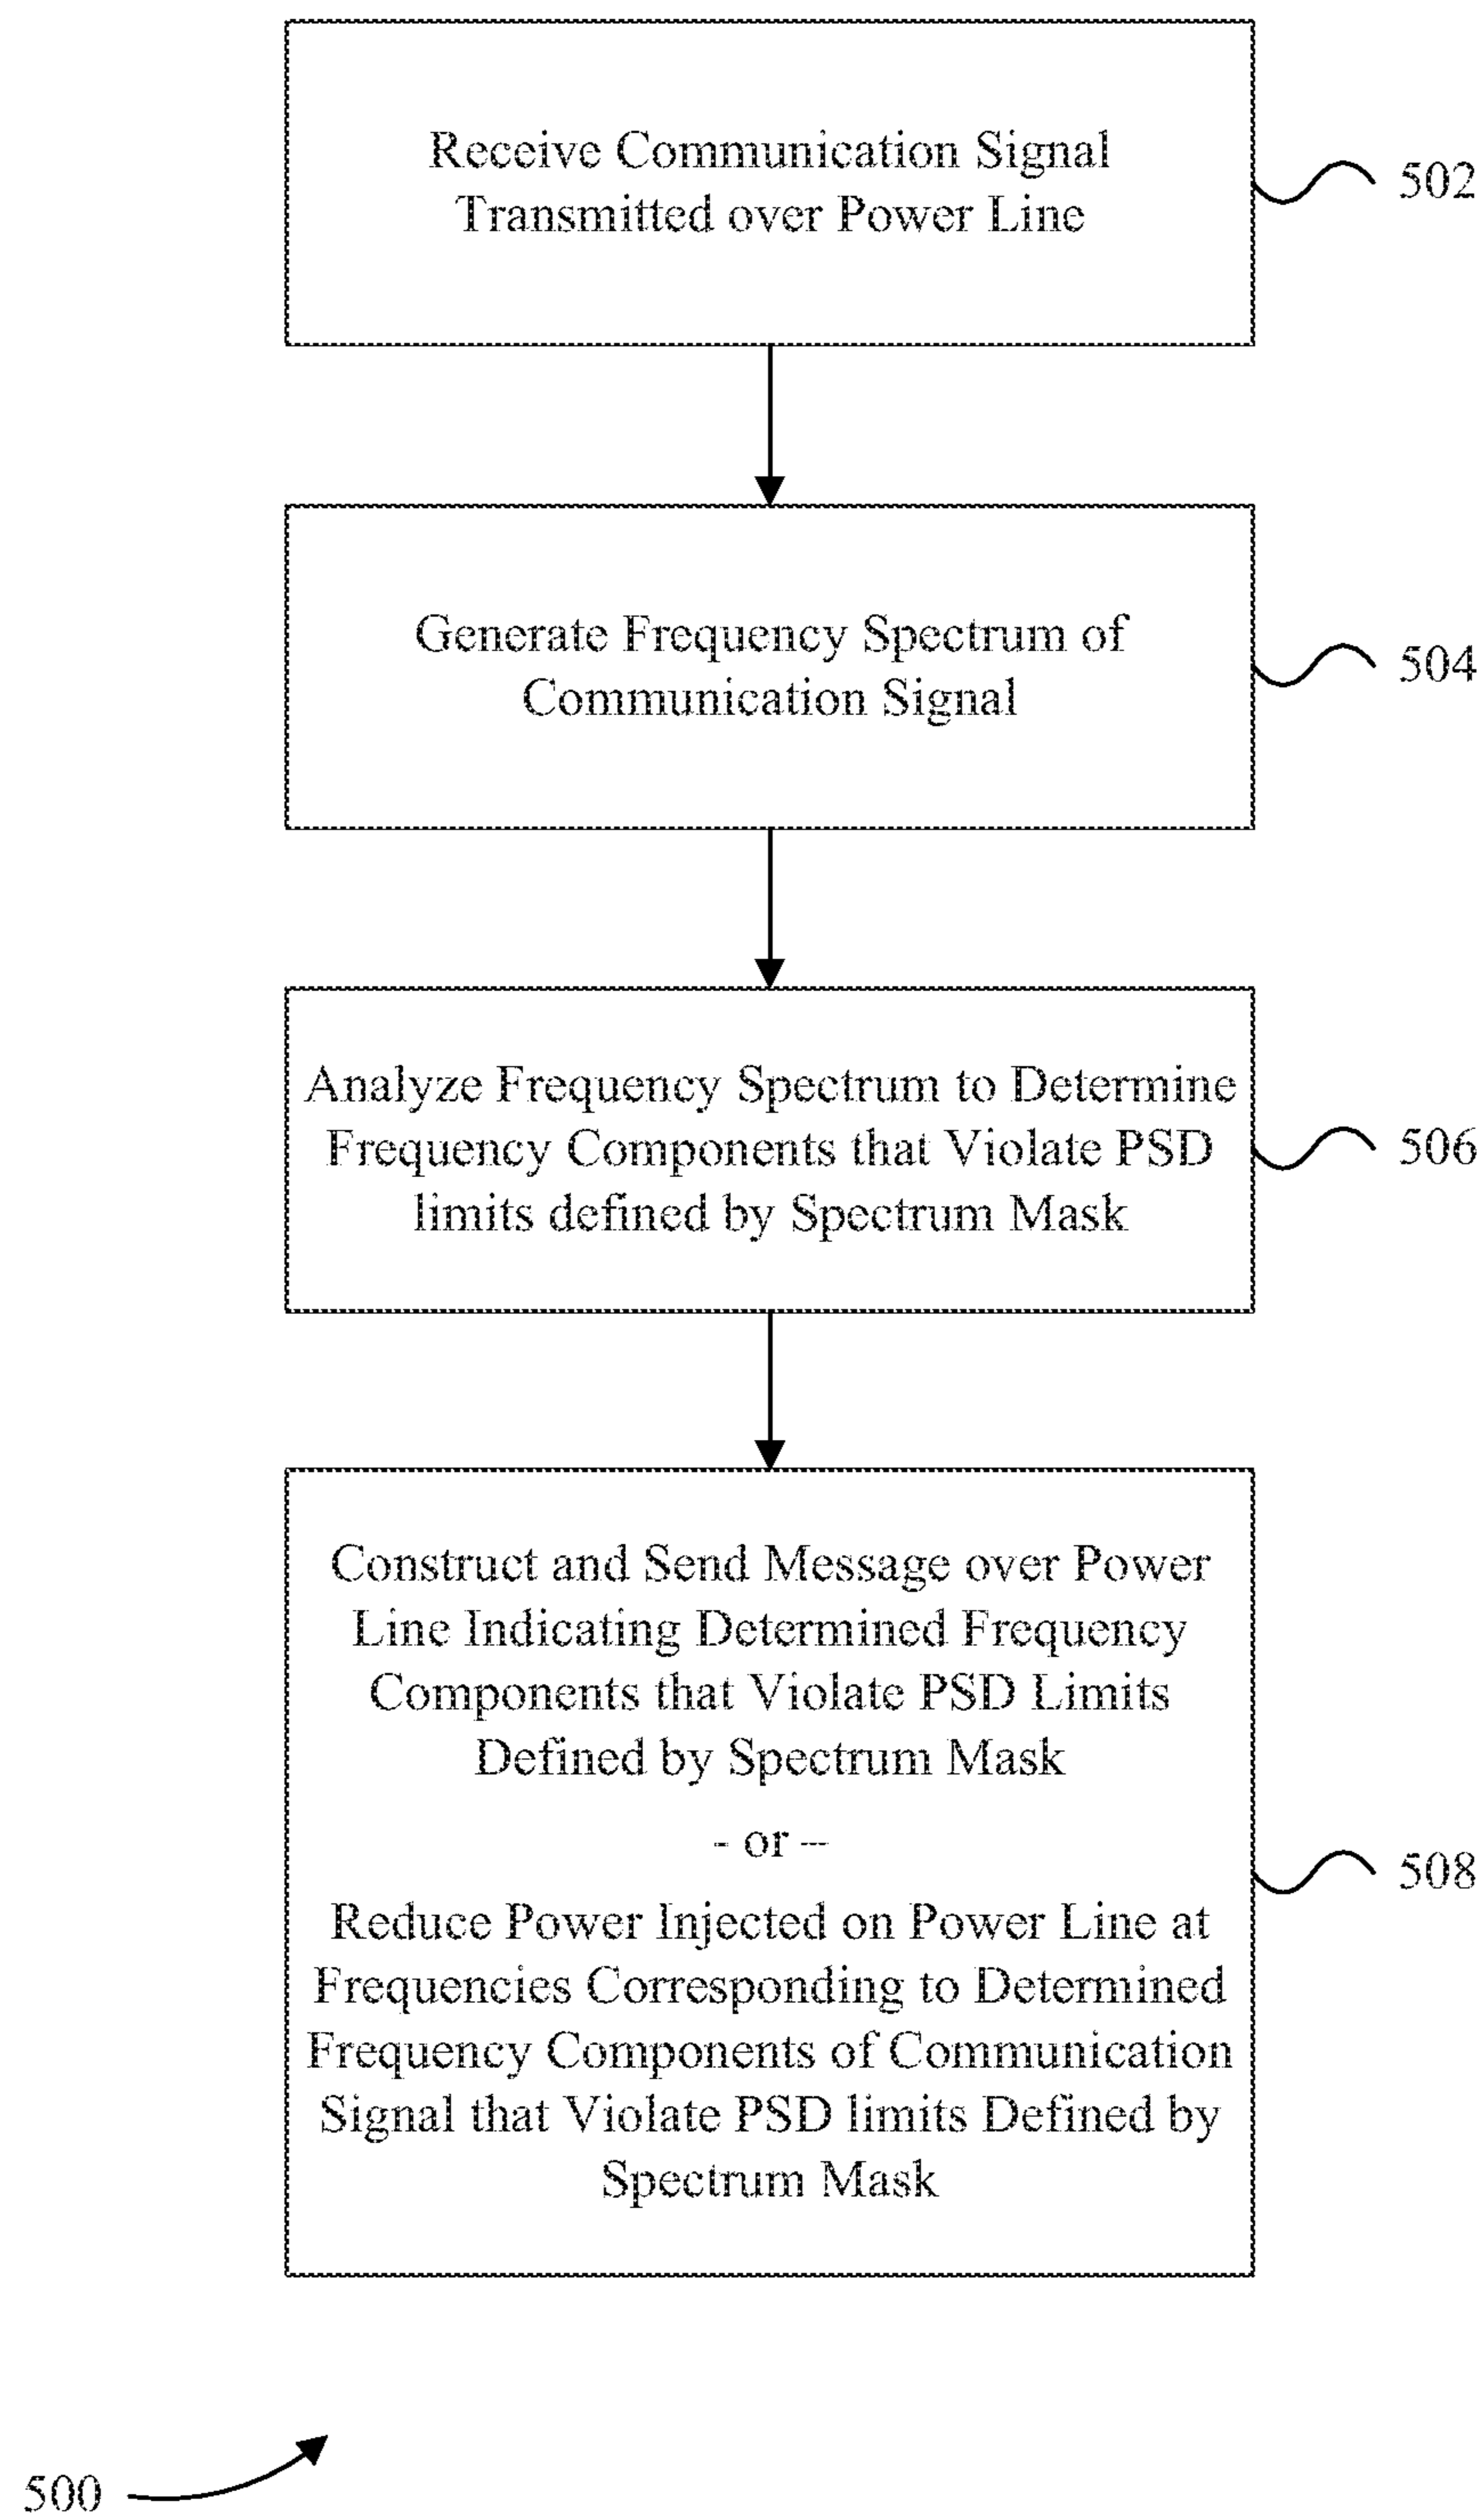 Receive Communication Signal
Transmitted over Power Line
502
Generate Frequency Spectrum of
Communication Signal
504
Analyze Frequency Spectrum to Determine
Frequency Components that Violate PSD
limits defined by Spectrum Mask
506
Construct and Send Message over Power
Line Indicating Determined Frequency
Components that Violate PSD Limits
Defined by Spectrum Mask
- or --
Reduce Power Injected on Power Line at
Frequencies Corresponding to Determined
Frequency Components of Communication
Signal that Violate PSD limits Defined by
Spectrum Mask
508
500